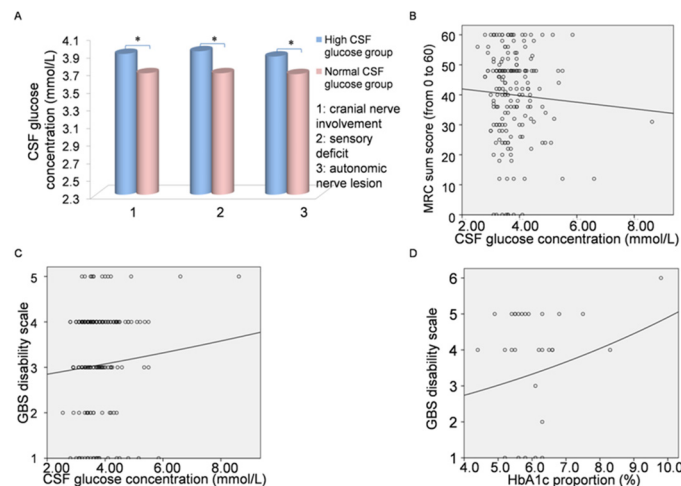 A
4.1
3.9
3.7
3.5
3.3
3.1
2.9
2.7
2.5
2.3
CSF glucose
concentration (mmol/L)
*
*
*
1
2
3
High CSF
glucose group
Normal CSF
glucose group
1: cranial nerve
involvement
2: sensory
deficit
3: autonomic
nerve lesion
B
MRC sum score (from 0 to 60)
60
50
40
30
20
10
0
2.00
4.00
6.00
8.00
CSF glucose concentration (mmol/L)
C
GBS disability scale
5
4
3
2
1
2.00
4.00
6.00
8.00
CSF glucose concentration (mmol/L)
D
GBS disability scale
6
5
4
3
2
1
4.0
5.0
6.0
7.0
8.0
9.0
10.0
HbA1c proportion (%)